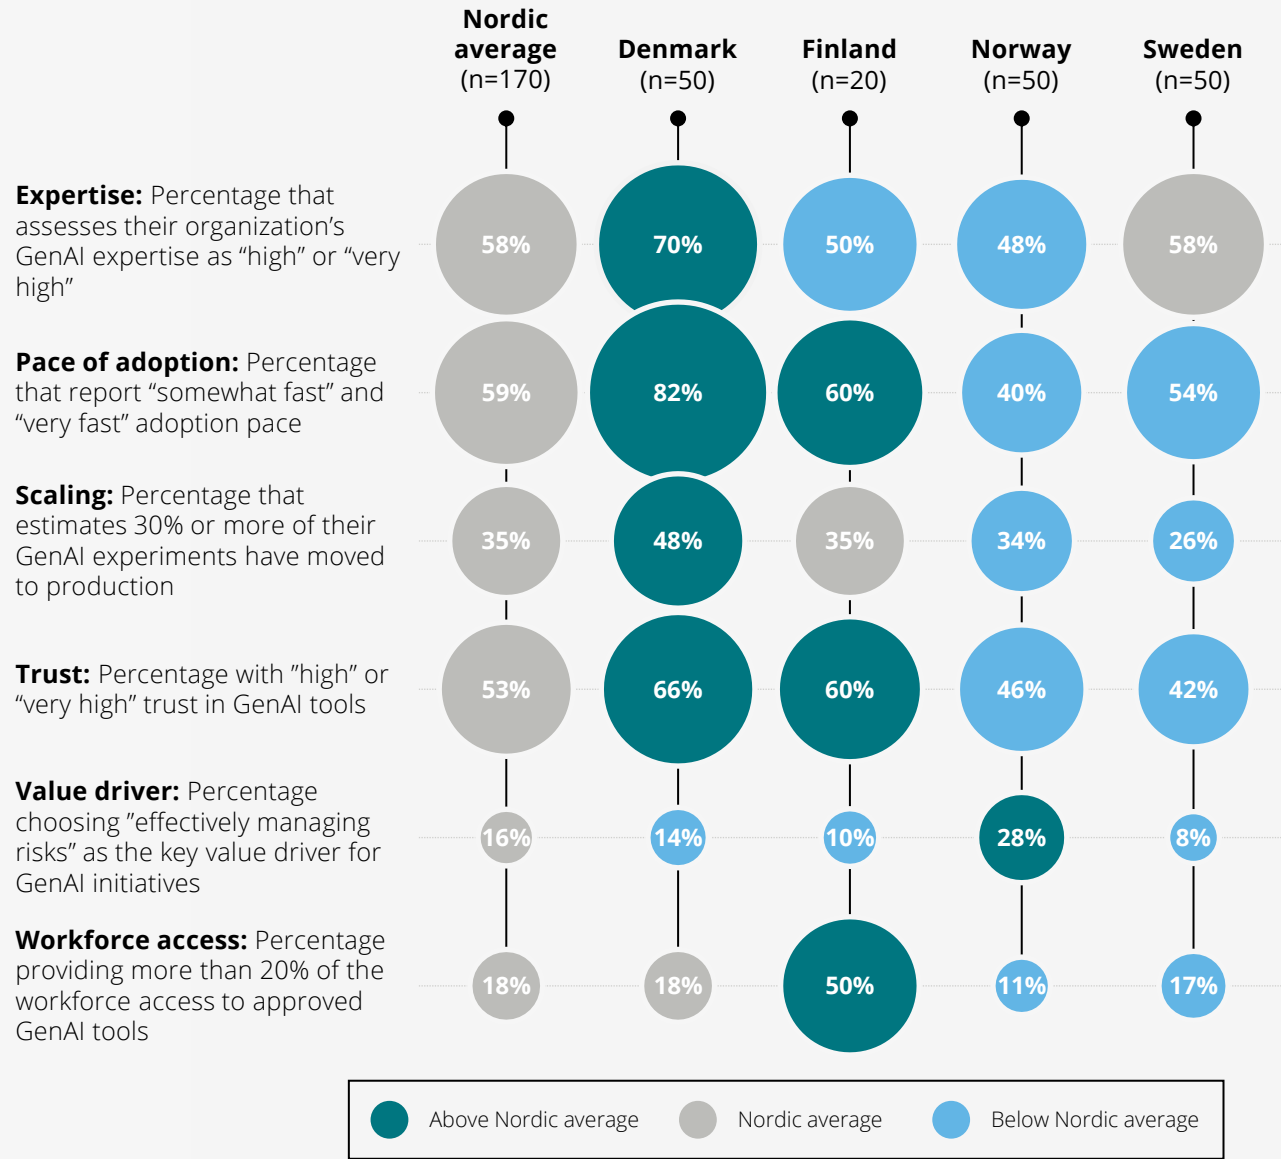 Nordic
average
(n=170)
Denmark
(n=50)
Finland
(n=20)
Norway
(n=50)
Sweden
(n=50)
Expertise: Percentage that
assesses their organization’s
GenAI expertise as “high” or “very
high”
58%
70%
50%
48%
58%
Pace of adoption: Percentage
that report “somewhat fast” and
“very fast” adoption pace
59%
82%
60%
40%
54%
Scaling: Percentage that
estimates 30% or more of their
GenAI experiments have moved
to production
35%
48%
35%
34%
26%
Trust: Percentage with ”high” or
“very high” trust in GenAI tools
53%
66%
60%
46%
42%
Value driver: Percentage
choosing ”effectively managing
risks” as the key value driver for
GenAI initiatives
16%
14%
10%
28%
8%
Workforce access: Percentage
providing more than 20% of the
workforce access to approved
GenAI tools
18%
18%
50%
11%
17%
Above Nordic average
Nordic average
Below Nordic average